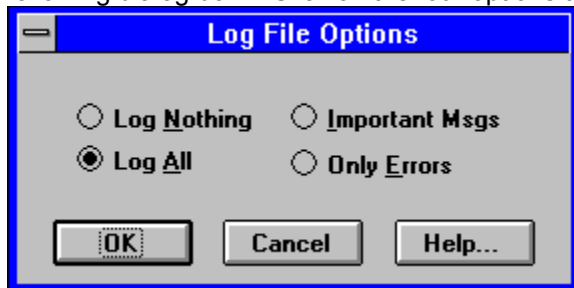 Log File Options
Log Nothing
Important Msgs
Log All
Only Errors
OK
Cancel
Help...